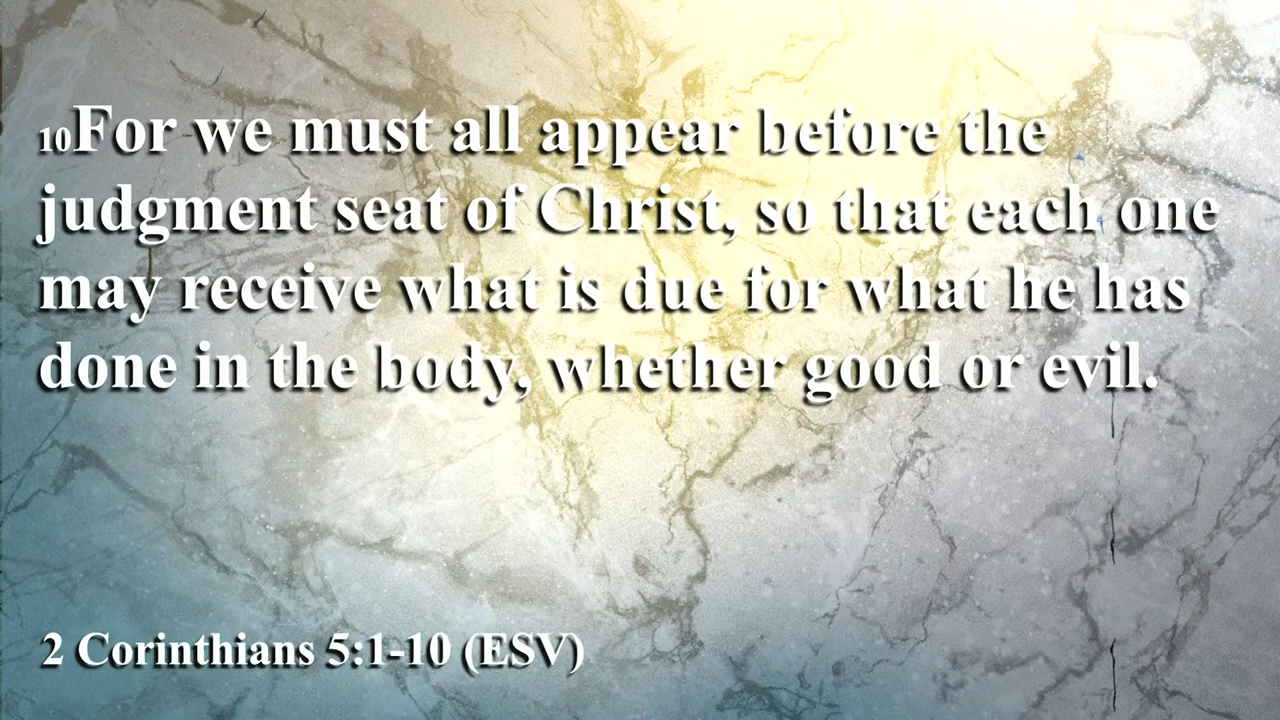 10For we must all appear before the
judgment seat of Christ, so that each one
may receive what is due for what he has
done in the body, whether good or evil.
2 Corinthians 5:1-10 (ESV)